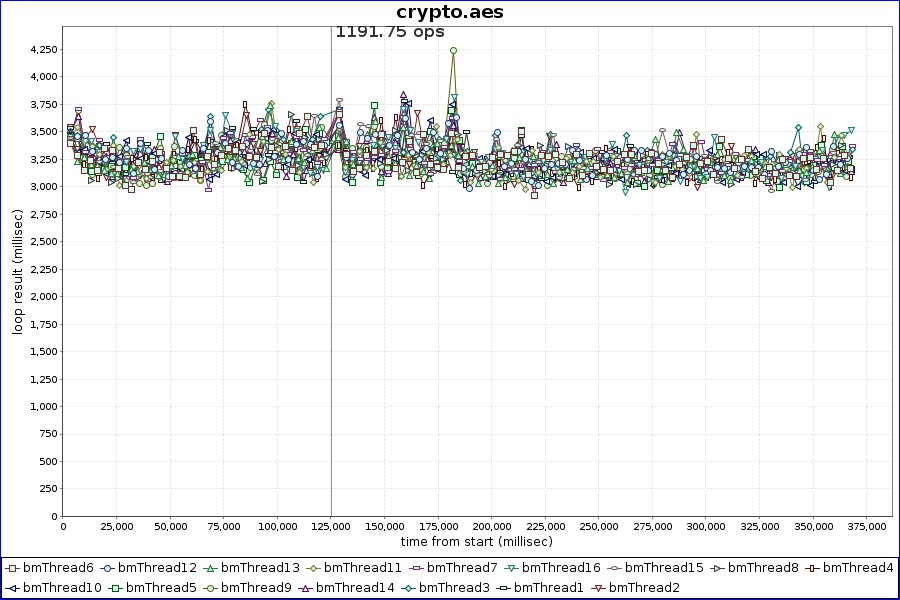 crypto.aes
1191.75 ops
4,250
4,000
3,750
3,500
3,250
3,000
2,750
2,500
2,250
2,000
1,750
1,500
1,250
1,000
750
500
250
0
loop result (millisec)
0 25,000 50,000 75,000 100,000 125,000 150,000 175,000 200,000 225,000 250,000 275,000 300,000 325,000 350,000 375,000
time from start (millisec)
bmThread6 bmThread12 bmThread13 bmThread11 bmThread7 bmThread16 bmThread15 bmThread8 bmThread4
bmThread10 bmThread5 bmThread9 bmThread14 bmThread3 bmThread1 bmThread2